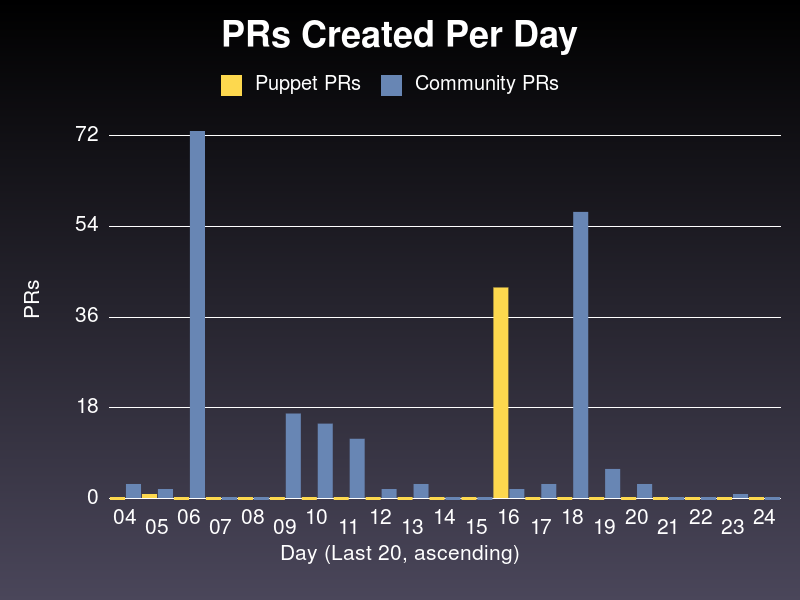 PRs Created Per Day
Puppet PRs Community PRs
72
54
36
18
0
PRs
04 05 06 07 08 09 10 11 12 13 14 15 16 17 18 19 20 21 22 23 24
Day (Last 20, ascending)